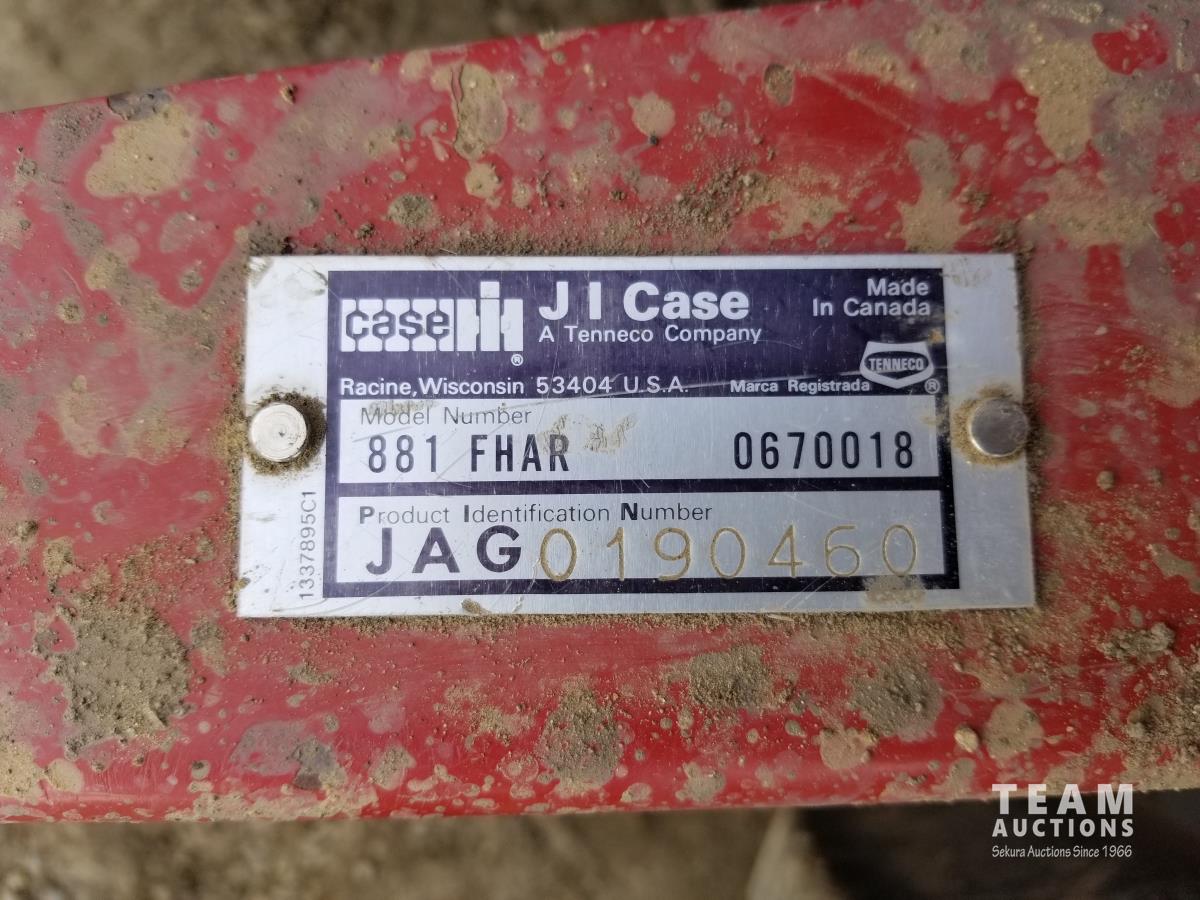 case IH ®
J I Case
A Tenneco Company
Made
In Canada
TENNECO
Racine, Wisconsin 53404 U.S.A.
Marca Registrada ®
Model Number
881 FHAR 0670018
Product Identification Number
JAG0190460
1337895C1
TEAM
AUCTIONS
Sekura Auctions Since 1966